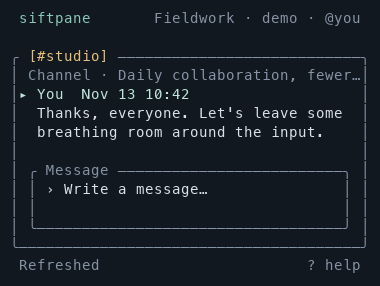 siftpane Fieldwork · demo · @you
[#studio]
Channel · Daily collaboration, fewer…
▸ You Nov 13 10:42
Thanks, everyone. Let's leave some
breathing room around the input.
Message
› Write a message…
Refreshed ? help